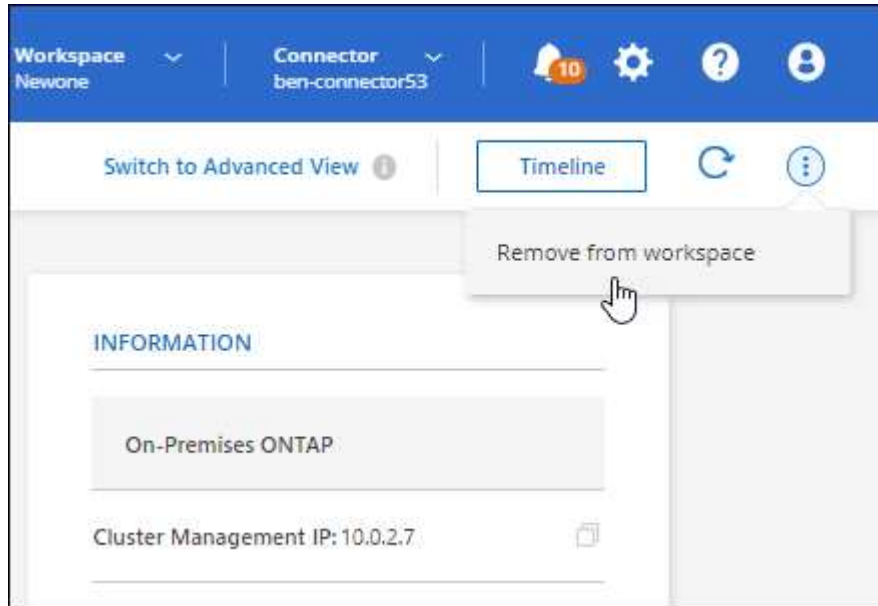 Workspace
Newone
Connector
ben-connector53
10
Switch to Advanced View
Timeline
Remove from workspace
INFORMATION
On-Premises ONTAP
Cluster Management IP: 10.0.2.7